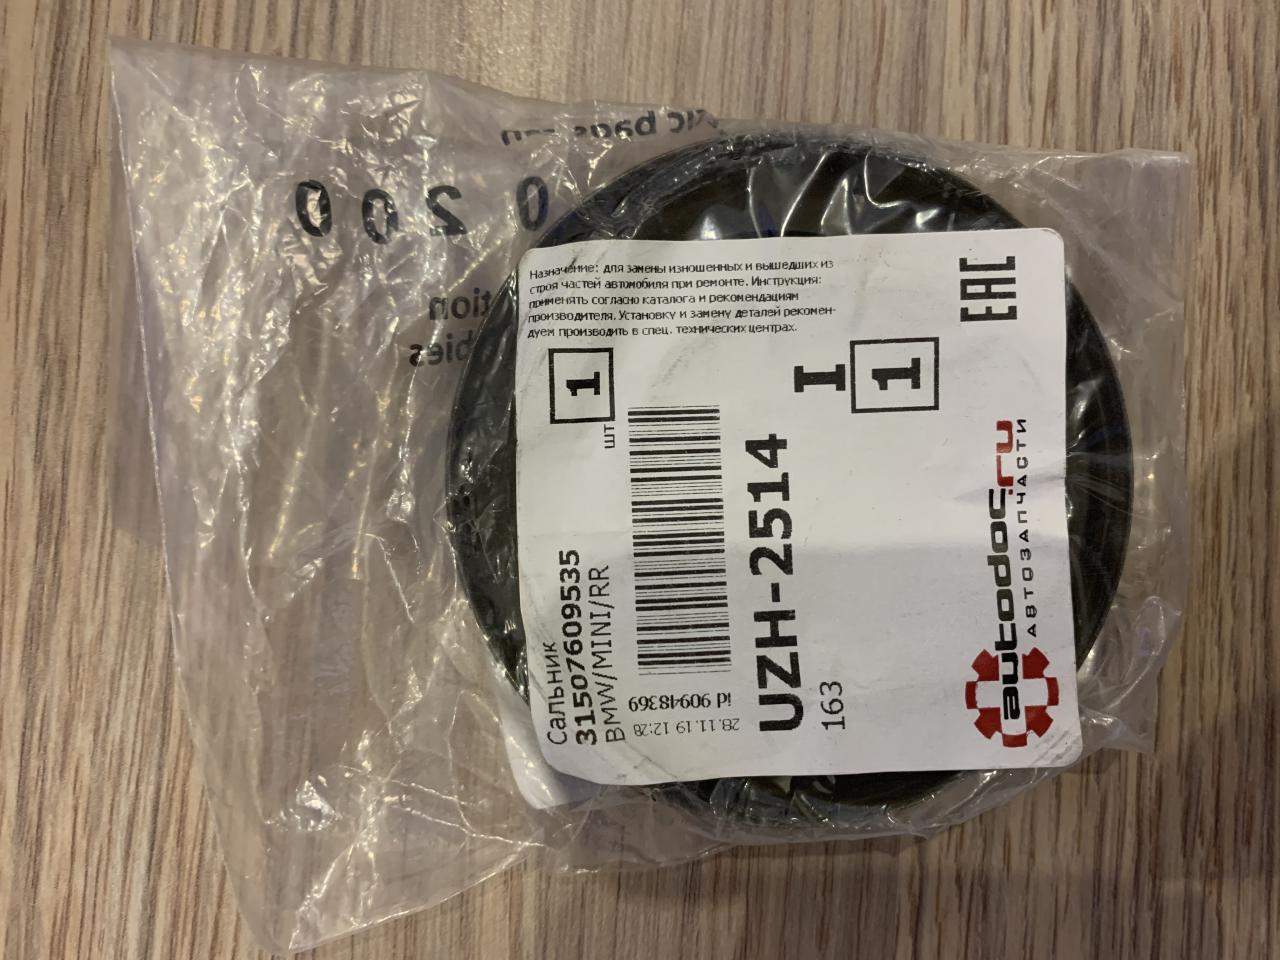 Назначение: для замены изношенных и вышедших из
строя частей автомобиля при ремонте. Инструкция:
применять согласно каталога и рекомендациям
производителя. Установку и замену деталей рекомен-
дуем производить в спец. технических центрах.
EAC
1
шт
I
1
Сальник
31507609535
BMW/MINI/RR
28.11.19 12:28
id 90948369
UZH-2514
163
autodoc.ru
АВТОЗАПЧАСТИ
0 200